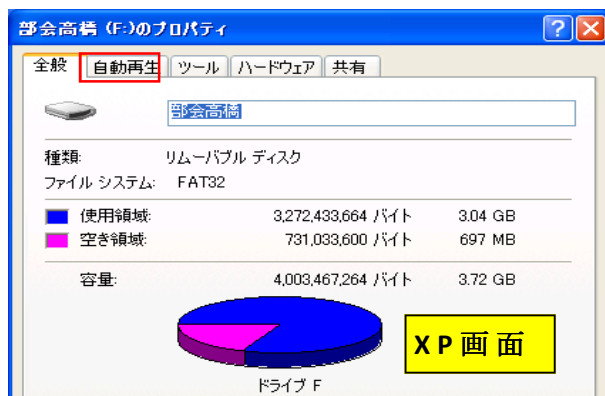 部会高橋 (F:)のプロパティ
全般 自動再生 ツール ハードウェア 共有
部会高橋
種類: リムーバブル ディスク
ファイル システム: FAT32
使用領域: 3,272,433,664 バイト 3.04 GB
空き領域: 731,033,600 バイト 697 MB
容量: 4,003,467,264 バイト 3.72 GB
XP画面
ドライブ F